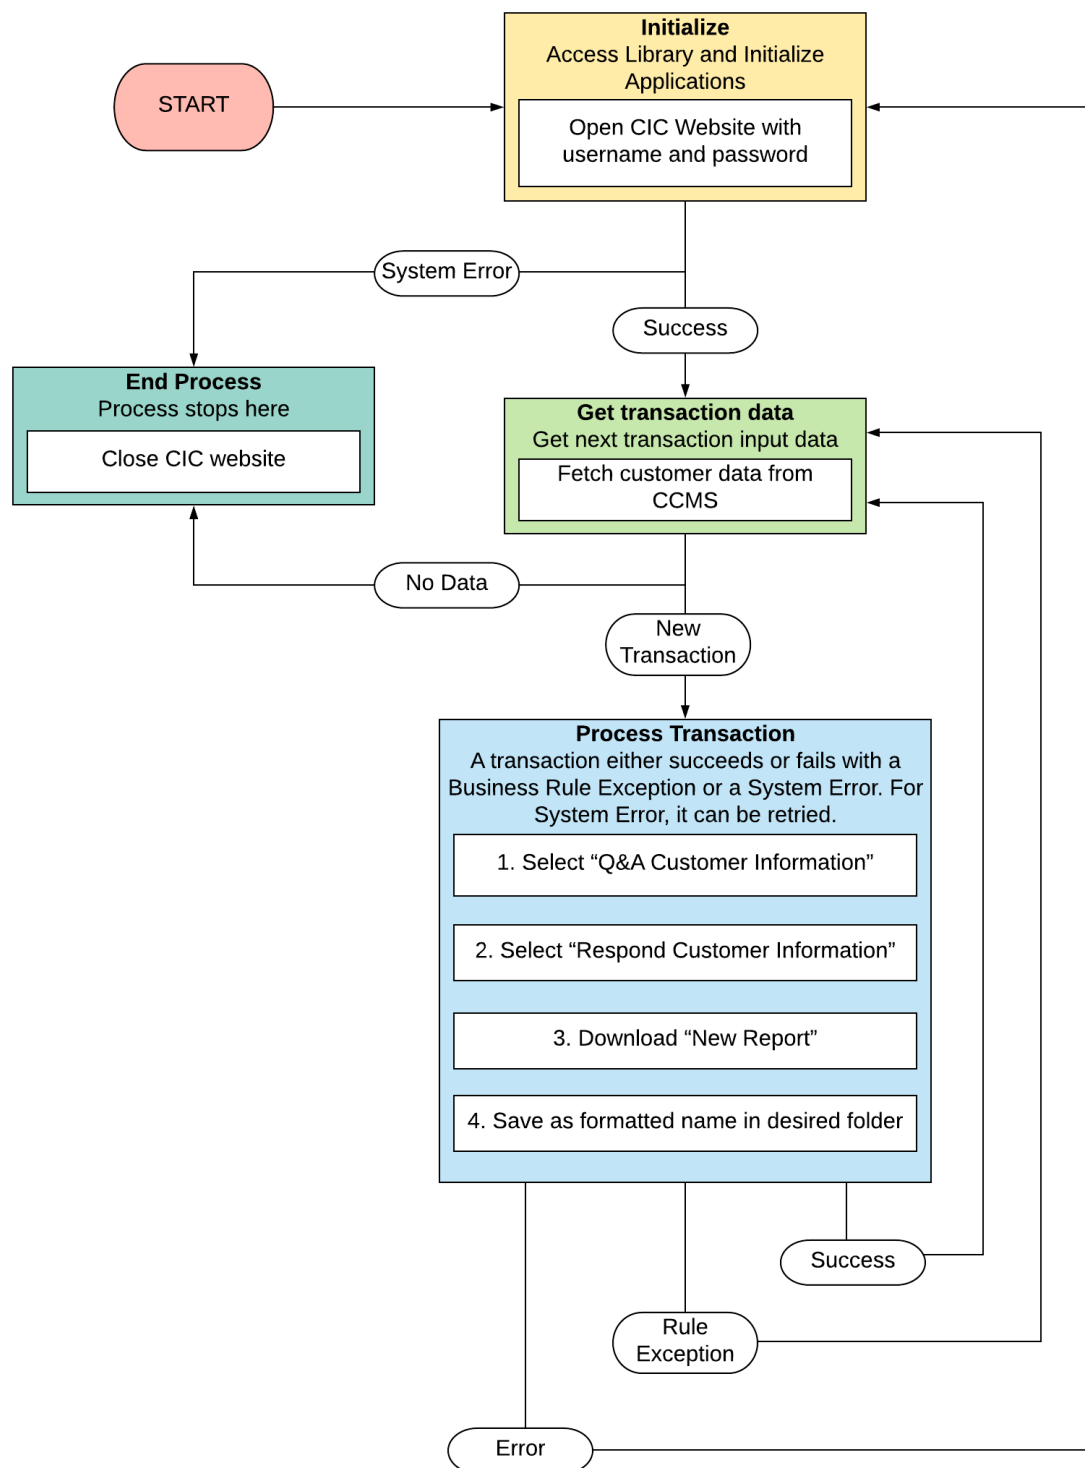 Initialize
Access Library and Initialize
Applications
START
Open CIC Website with
username and password
System Error
Success
End Process
Process stops here
Close CIC website
Get transaction data
Get next transaction input data
Fetch customer data from
CCMS
No Data
New
Transaction
Process Transaction
A transaction either succeeds or fails with a
Business Rule Exception or a System Error. For
System Error, it can be retried.
1. Select “Q&A Customer Information”
2. Select “Respond Customer Information”
3. Download “New Report”
4. Save as formatted name in desired folder
Success
Rule
Exception
Error